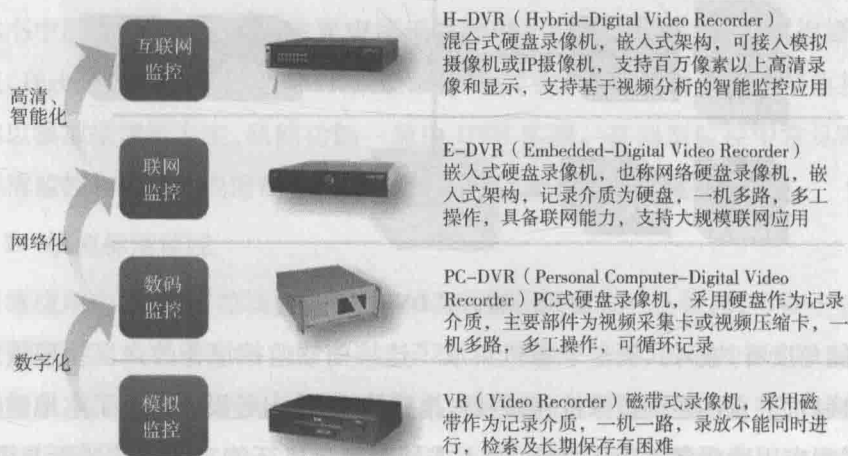 互联网
监控
H-DVR（Hybrid-Digital Video Recorder）
混合式硬盘录像机，嵌入式架构，可接入模拟
摄像机或IP摄像机，支持百万像素以上高清录
像和显示，支持基于视频分析的智能监控应用
高清、
智能化
联网
监控
E-DVR（Embedded-Digital Video Recorder）
嵌入式硬盘录像机，也称网络硬盘录像机，嵌
入式架构，记录介质为硬盘，一机多路，多工
操作，具备联网能力，支持大规模联网应用
网络化
数码
监控
PC-DVR（Personal Computer-Digital Video
Recorder）PC式硬盘录像机，采用硬盘作为记录
介质，主要部件为视频采集卡或视频压缩卡，一
机多路，多工操作，可循环记录
数字化
模拟
监控
VR（Video Recorder）磁带式录像机，采用磁
带作为记录介质，一机一路，录放不能同时进
行，检索及长期保存有困难